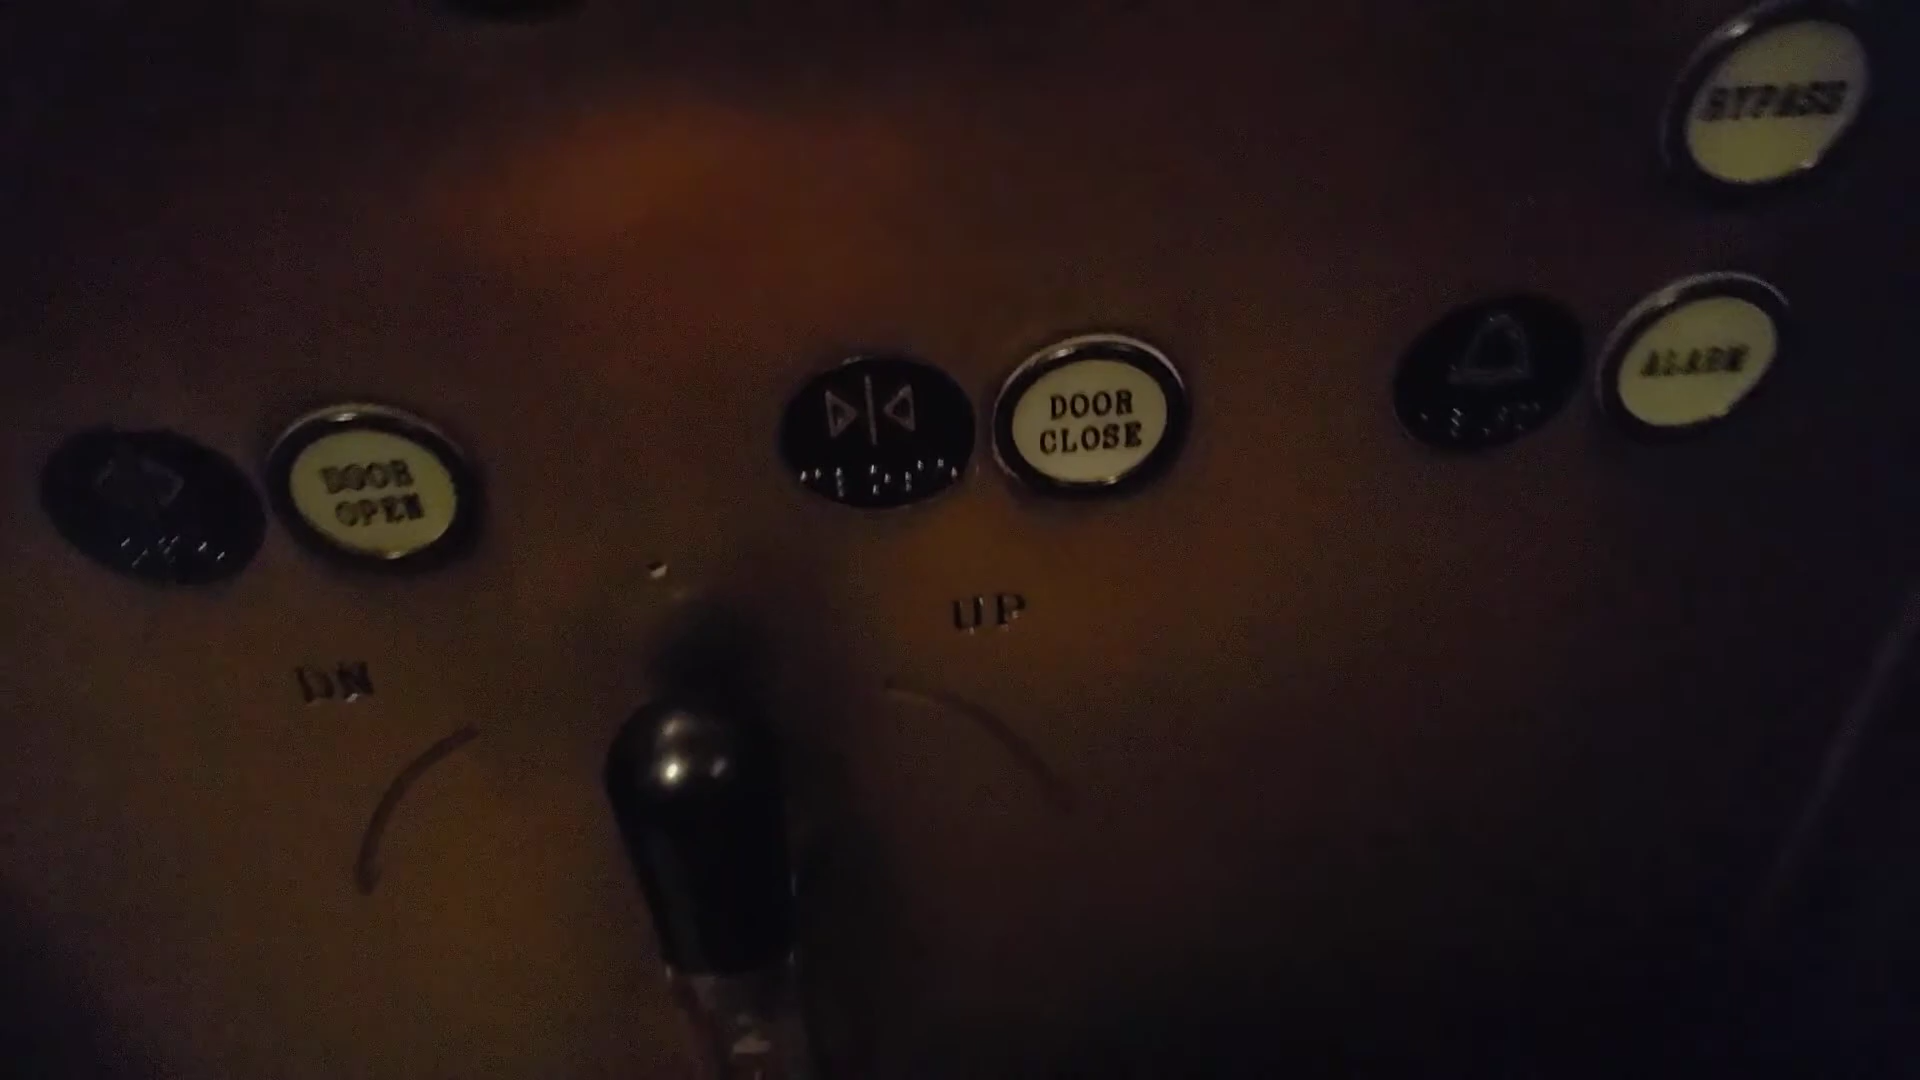 BYPASS
DOOR
OPEN
DOOR
CLOSE
ALARM
DN
UP